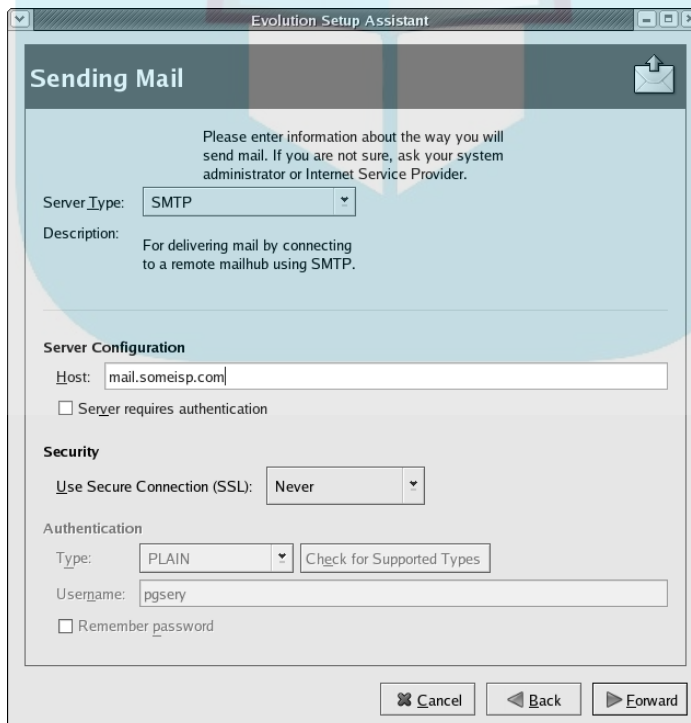 Evolution Setup Assistant
Sending Mail
Please enter information about the way you will
send mail. If you are not sure, ask your system
administrator or Internet Service Provider.
Server Type: SMTP
Description: For delivering mail by connecting
to a remote mailhub using SMTP.
Server Configuration
Host: mail.someisp.com
Server requires authentication
Security
Use Secure Connection (SSL): Never
Authentication
Type: PLAIN Check for Supported Types
Username: pgsery
Remember password
Cancel Back Forward